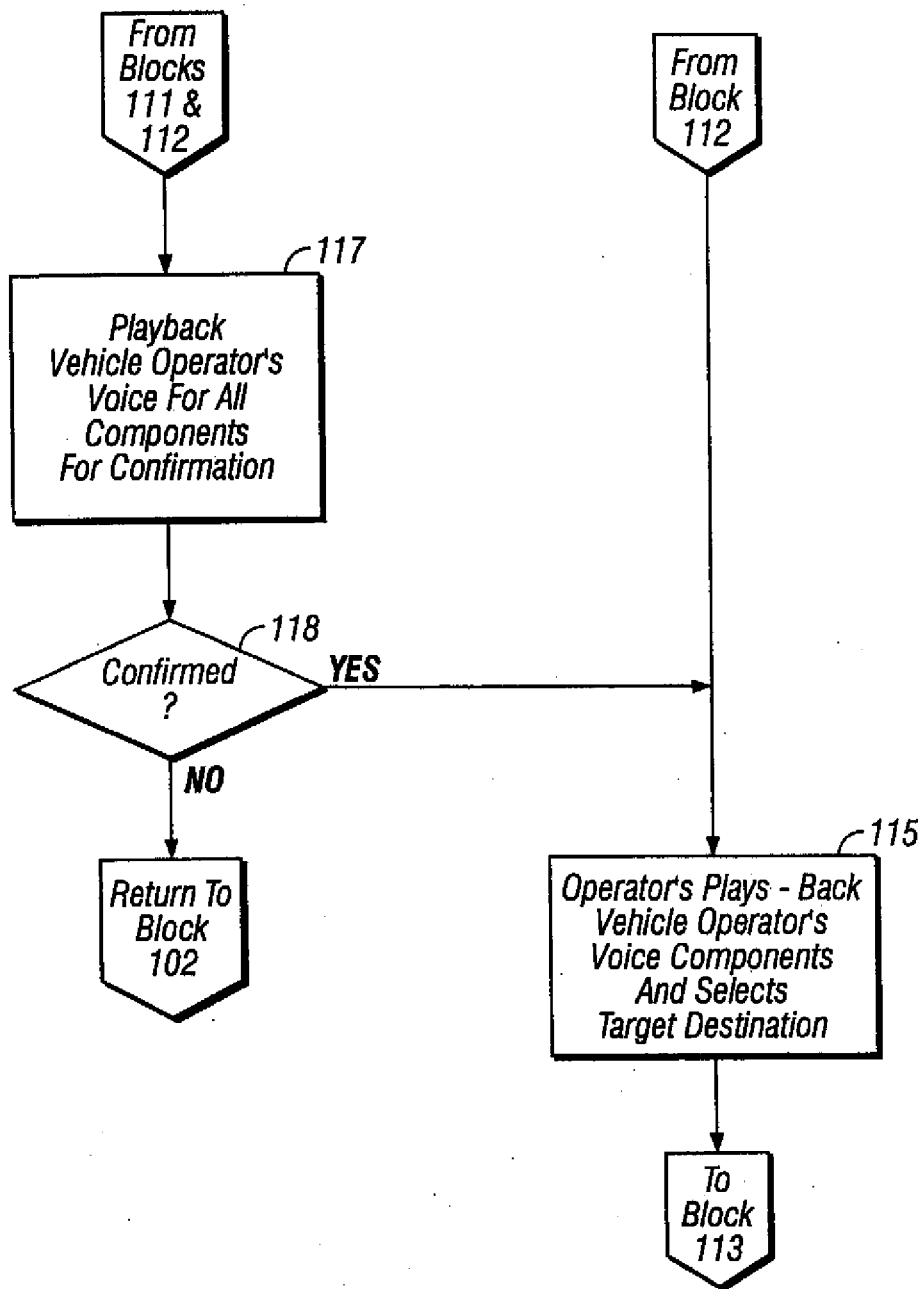 From
Blocks
111 &
112
From
Block
112
117
Playback
Vehicle Operator's
Voice For All
Components
For Confirmation
118
Confirmed
?
YES
NO
Return To
Block
102
115
Operator's Plays - Back
Vehicle Operator's
Voice Components
And Selects
Target Destination
To
Block
113